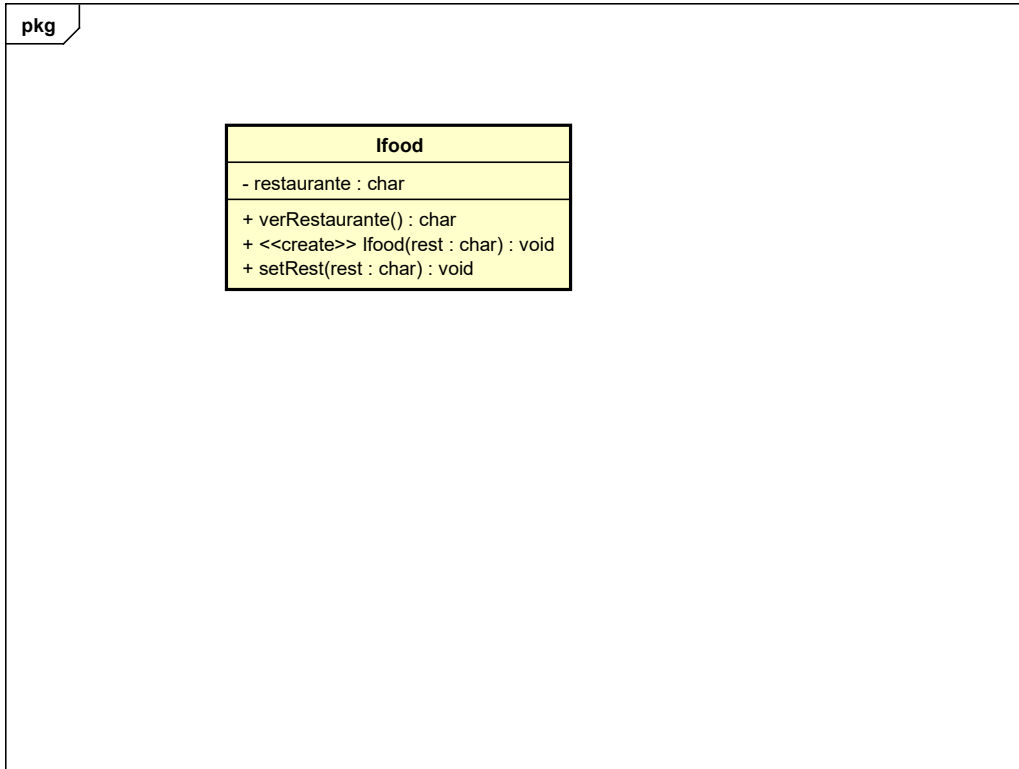 pkg
Ifood
- restaurante : char
+ verRestaurante() : char
+ <<create>> Ifood(rest : char) : void
+ setRest(rest : char) : void